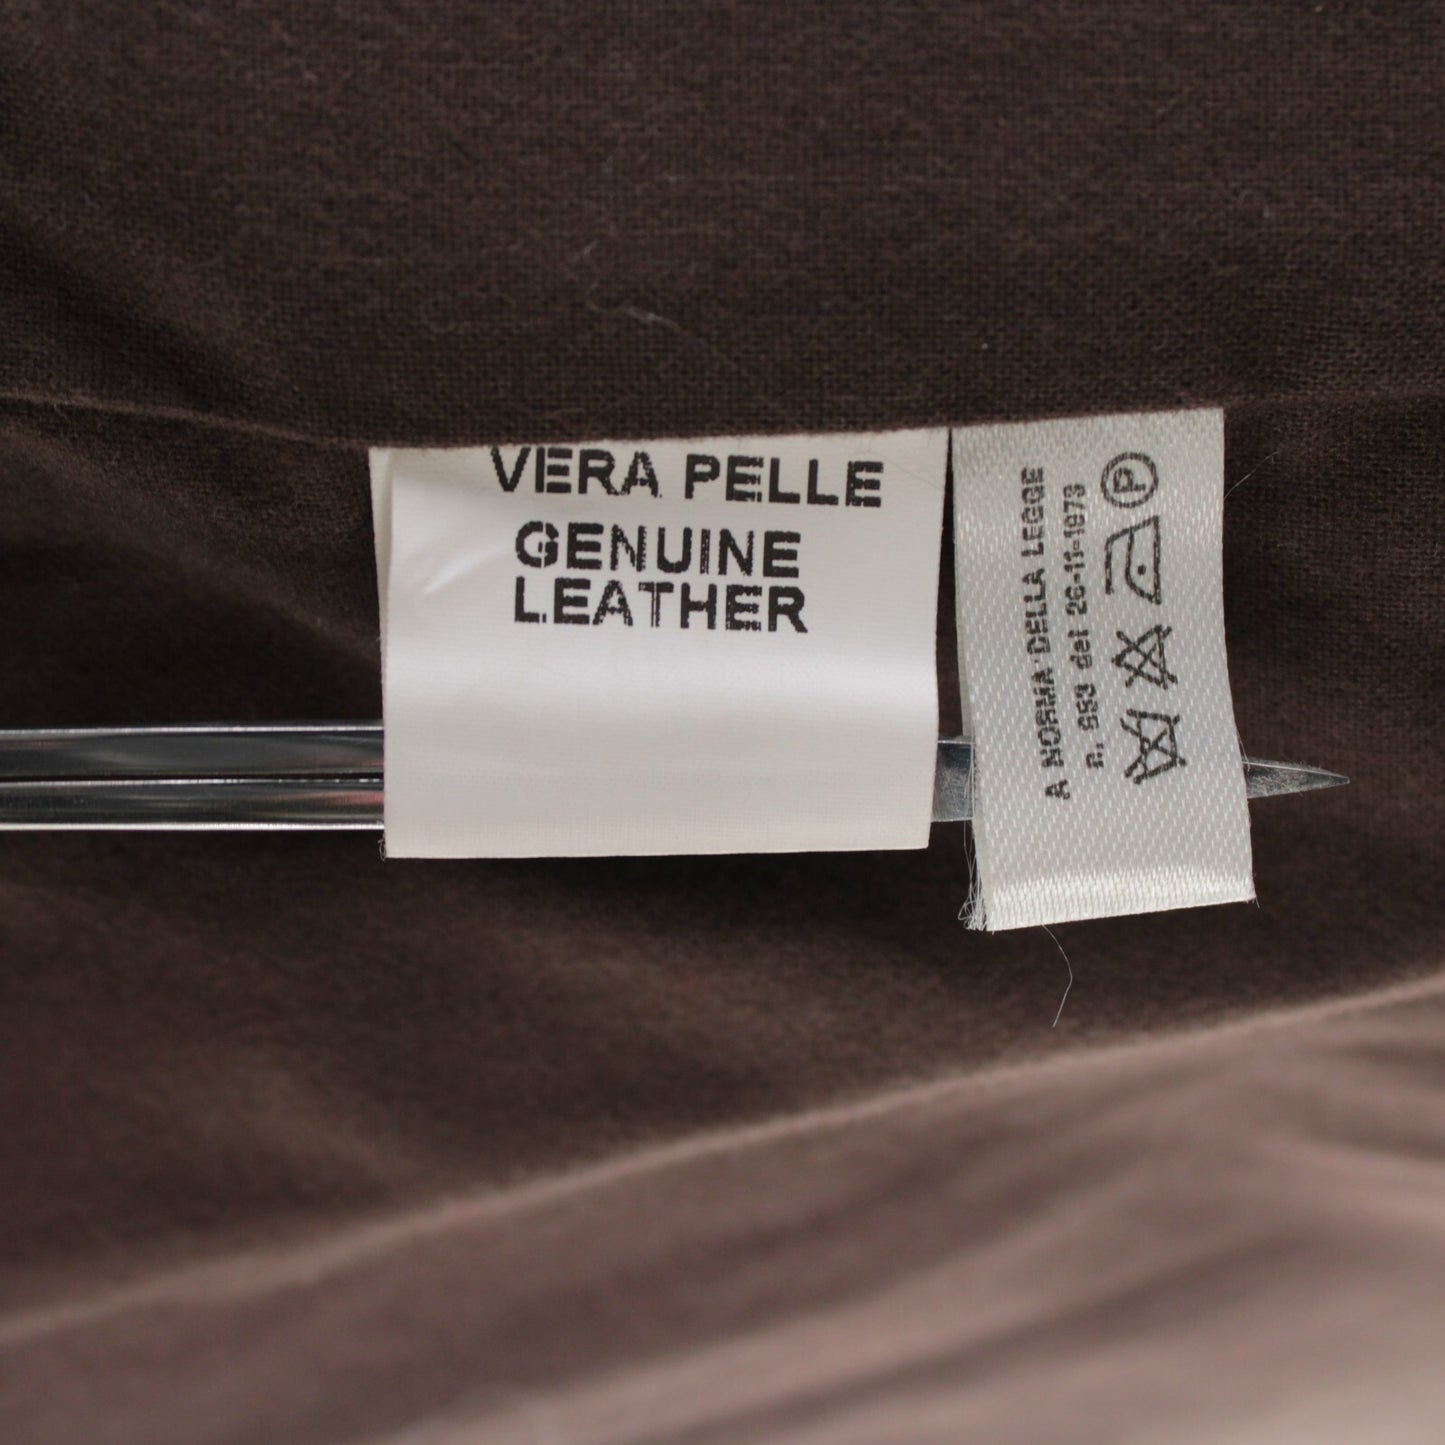 VERA PELLE
GENUINE
LEATHER
A NORMA DELLA LEGGE
n. 883 del 26-11-1973
P